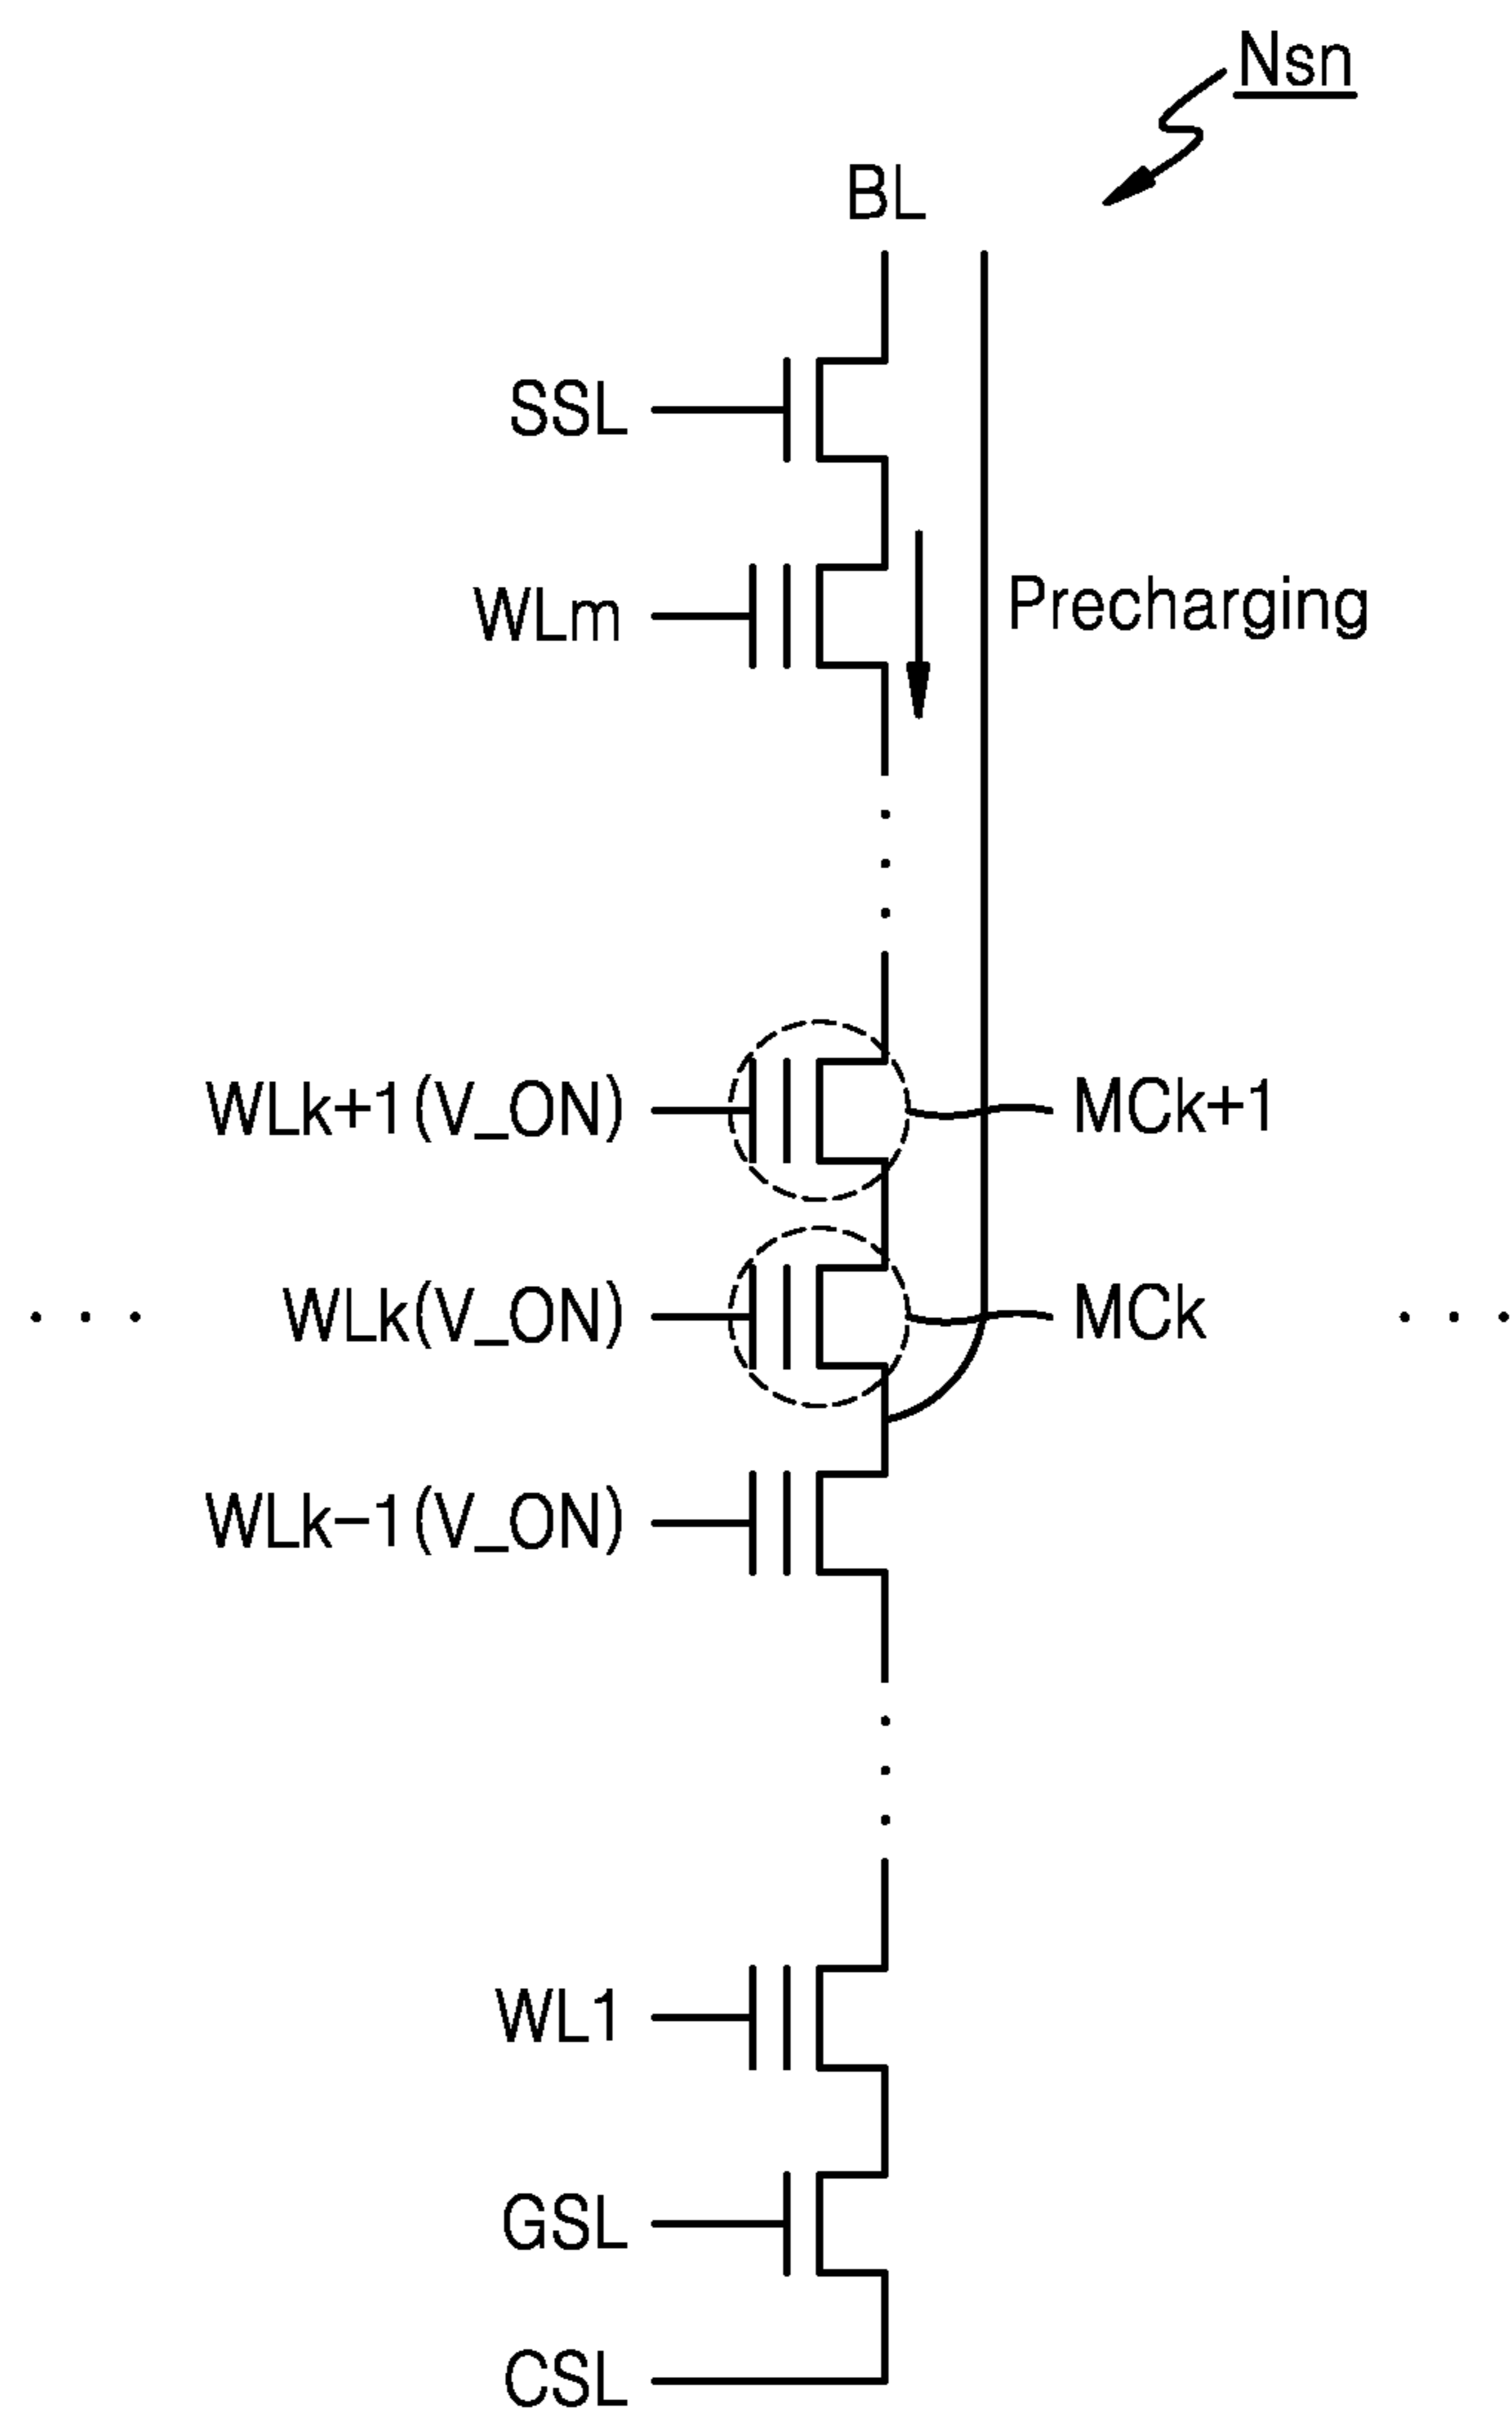 Nsn
BL
SSL
WLm
Precharging
WLk+1(V_ON)
MCk+1
WLk(V_ON)
MCk
WLk-1(V_ON)
WL1
GSL
CSL